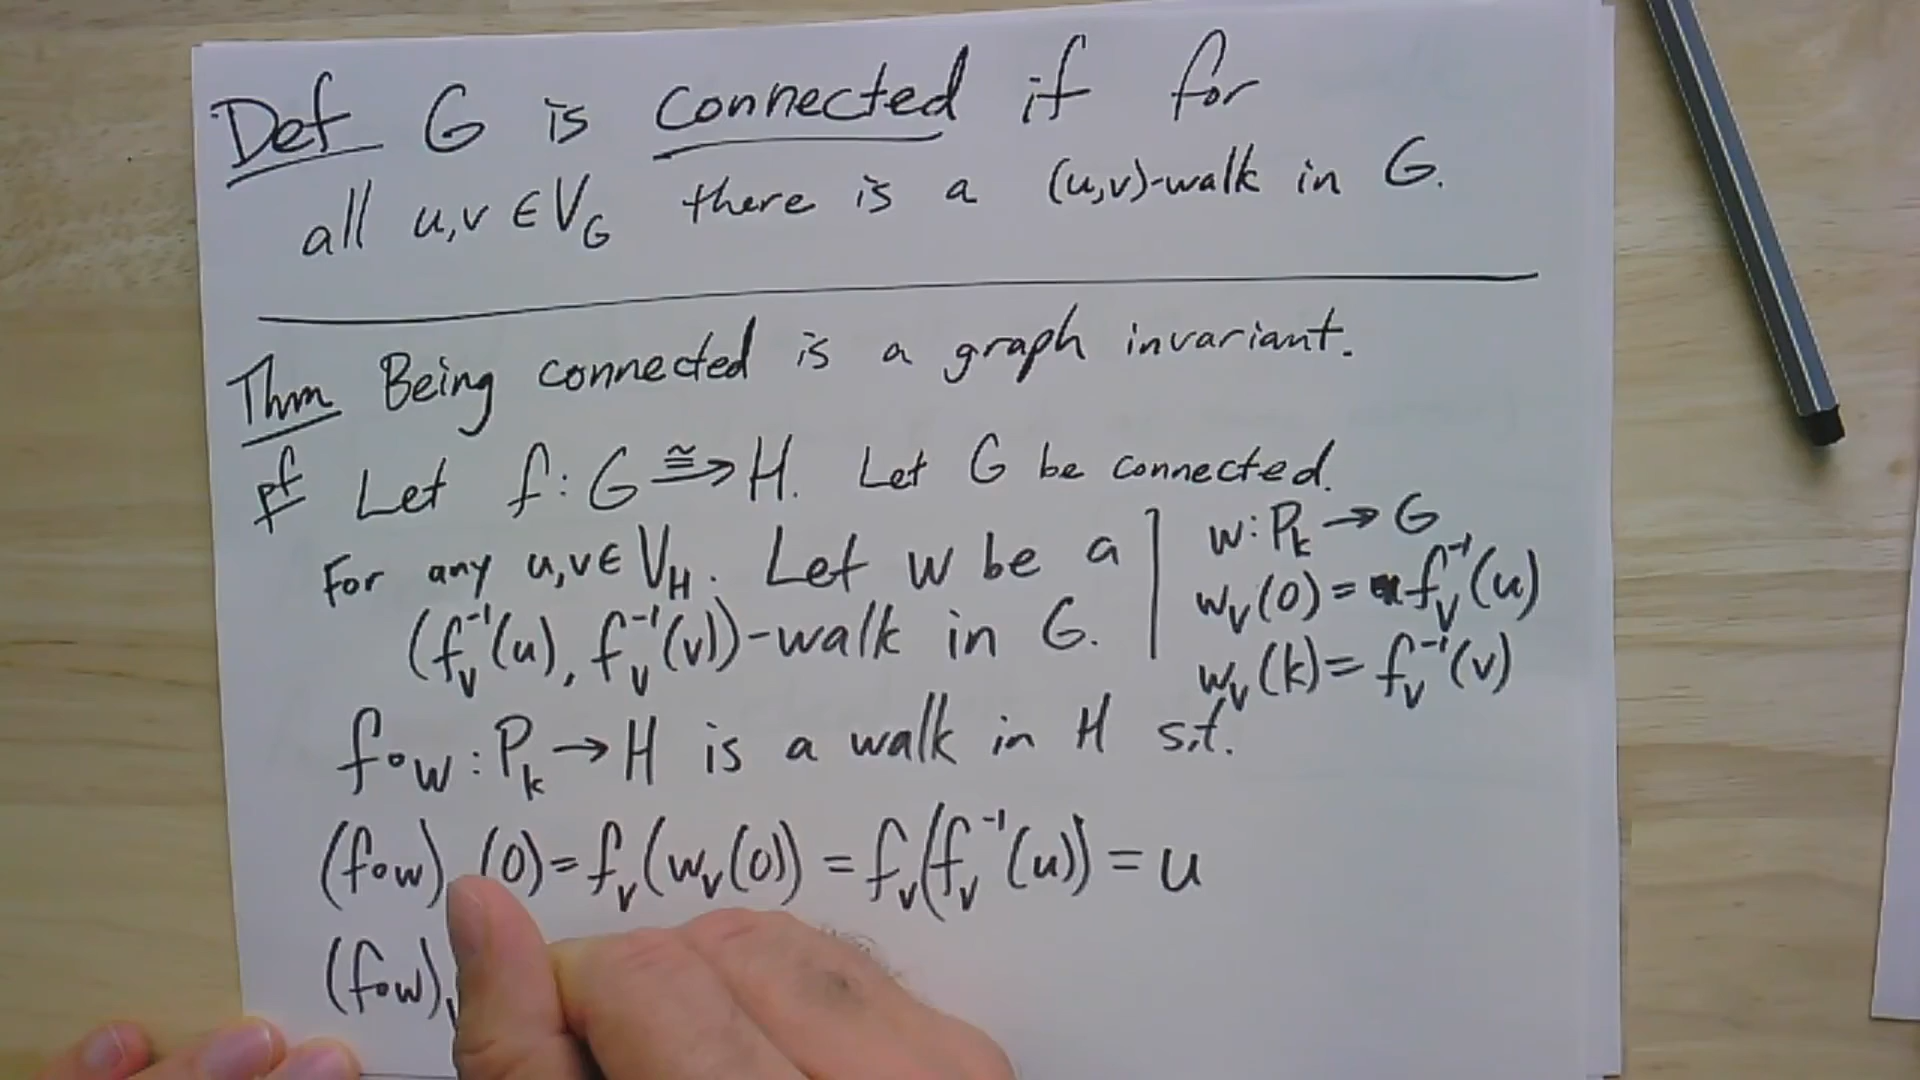 Def G is connected if for
all u,v ∈ V_G there is a (u,v)-walk in G.
Thm Being connected is a graph invariant.
pf Let f: G ≅→ H. Let G be connected.
For any u,v ∈ V_H. Let w be a
(f_V^{-1}(u), f_V^{-1}(v))-walk in G.
w: P_k → G
w_V(0) = f_V^{-1}(u)
w_V(k) = f_V^{-1}(v)
f∘w: P_k → H is a walk in H s.t.
(f∘w) (0) = f_V(w_V(0)) = f_V(f_V^{-1}(u)) = u
(f∘w)